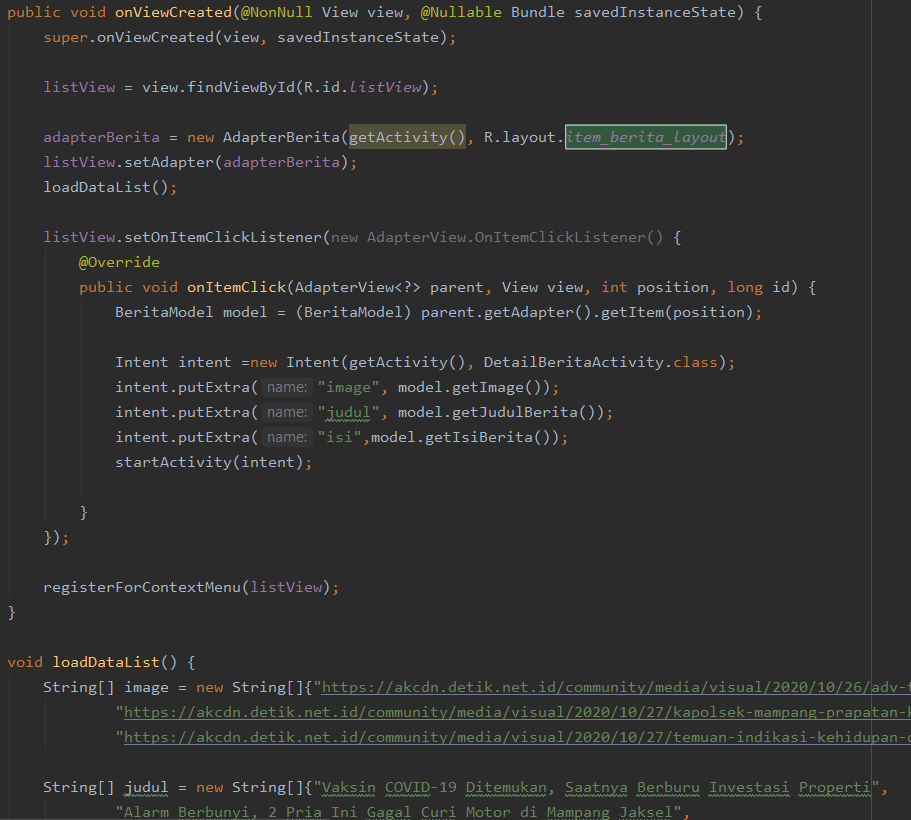 public void onViewCreated(@NonNull View view, @Nullable Bundle savedInstanceState) {
super.onViewCreated(view, savedInstanceState);
listView = view.findViewById(R.id.listView);
adapterBerita = new AdapterBerita(getActivity(), R.layout.item_berita_layout);
listView.setAdapter(adapterBerita);
loadDataList();
listView.setOnItemClickListener(new AdapterView.OnItemClickListener() {
@Override
public void onItemClick(AdapterView<?> parent, View view, int position, long id) {
BeritaModel model = (BeritaModel) parent.getAdapter().getItem(position);
Intent intent =new Intent(getActivity(), DetailBeritaActivity.class);
intent.putExtra( name: "image", model.getImage());
intent.putExtra( name: "judul", model.getJudulBerita());
intent.putExtra( name: "isi",model.getIsiBerita());
startActivity(intent);
}
});
registerForContextMenu(listView);
}
void loadDataList() {
String[] image = new String[]{"https://akcdn.detik.net.id/community/media/visual/2020/10/26/adv-
"https://akcdn.detik.net.id/community/media/visual/2020/10/27/kapolsek-mampang-prapatan-
"https://akcdn.detik.net.id/community/media/visual/2020/10/27/temuan-indikasi-kehidupan-
String[] judul = new String[]{"Vaksin COVID-19 Ditemukan, Saatnya Berburu Investasi Properti",
"Alarm Berbunyi, 2 Pria Ini Gagal Curi Motor di Mampang Jaksel",